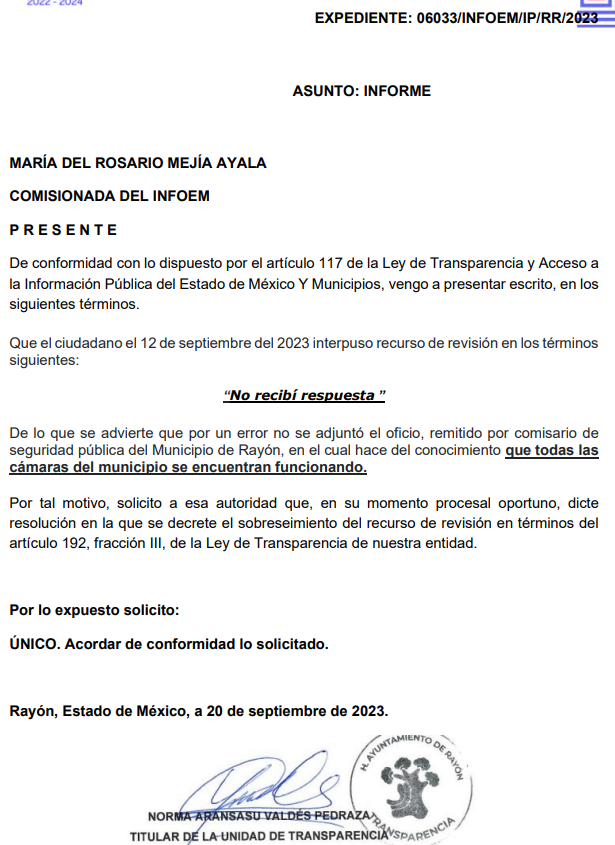 2022 - 2024
EXPEDIENTE: 06033/INFOEM/IP/RR/2023
ASUNTO: INFORME
MARÍA DEL ROSARIO MEJÍA AYALA
COMISIONADA DEL INFOEM
P R E S E N T E
De conformidad con lo dispuesto por el artículo 117 de la Ley de Transparencia y Acceso a
la Información Pública del Estado de México Y Municipios, vengo a presentar escrito, en los
siguientes términos.
Que el ciudadano el 12 de septiembre del 2023 interpuso recurso de revisión en los términos
siguientes:
“No recibí respuesta ”
De lo que se advierte que por un error no se adjuntó el oficio, remitido por comisario de
seguridad pública del Municipio de Rayón, en el cual hace del conocimiento que todas las
cámaras del municipio se encuentran funcionando.
Por tal motivo, solicito a esa autoridad que, en su momento procesal oportuno, dicte
resolución en la que se decrete el sobreseimiento del recurso de revisión en términos del
artículo 192, fracción III, de la Ley de Transparencia de nuestra entidad.
Por lo expuesto solicito:
ÚNICO. Acordar de conformidad lo solicitado.
Rayón, Estado de México, a 20 de septiembre de 2023.
H. AYUNTAMIENTO DE RAYÓN
NORMA ARANSASU VALDÉS PEDRAZA
TITULAR DE LA UNIDAD DE TRANSPARENCIA
TRANSPARENCIA